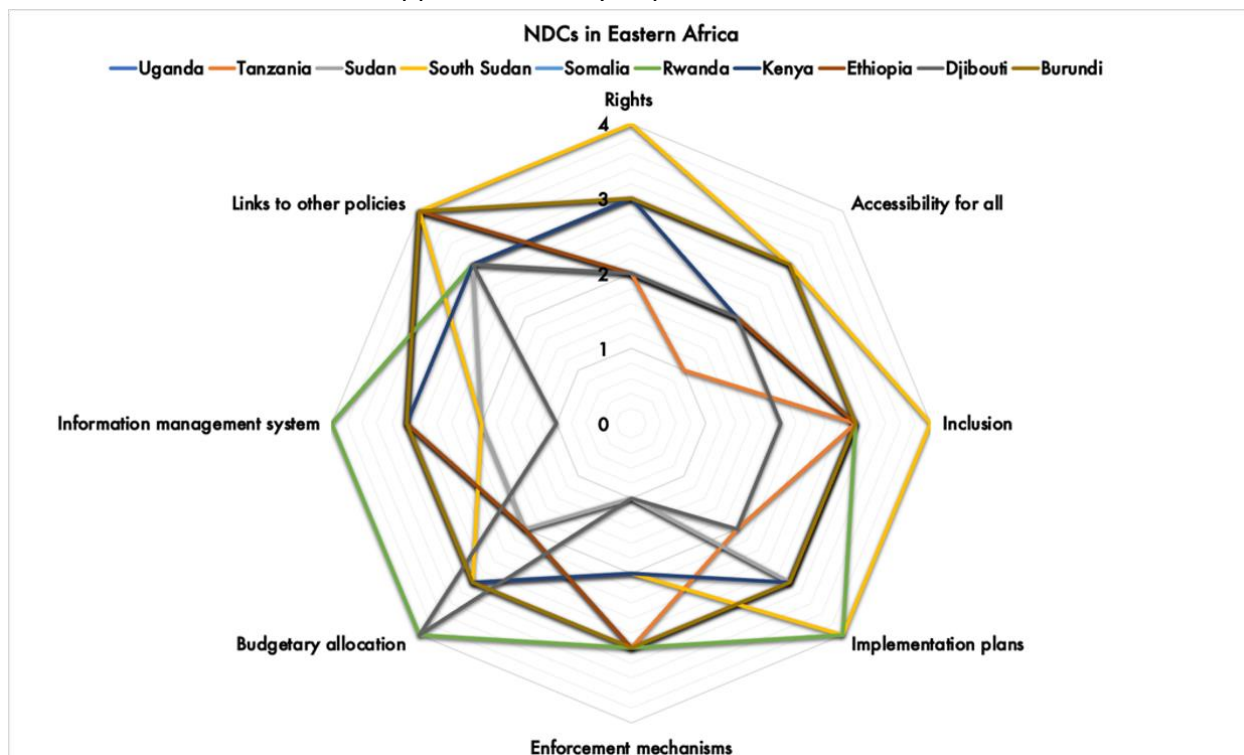 NDCs in Eastern Africa
Uganda Tanzania Sudan South Sudan Somalia Rwanda Kenya Ethiopia Djibouti Burundi
Rights
4
Links to other policies
Accessibility for all
3
2
1
Information management system
0
Inclusion
Budgetary allocation
Implementation plans
Enforcement mechanisms